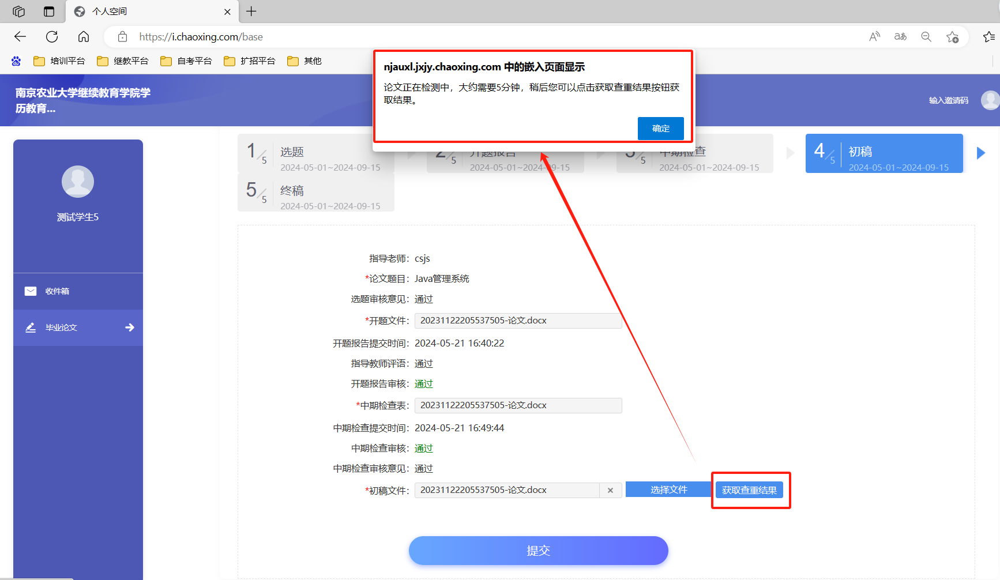 个人空间
https://i.chaoxing.com/base
培训平台
继教平台
自考平台
扩招平台
其他
njauxl.jxjy.chaoxing.com 中的嵌入页面显示
论文正在检测中，大约需要5分钟，稍后您可以点击获取查重结果按钮获
取结果。
确定
南京农业大学继续教育学院学
历教育...
输入邀请码
1/5 选题
2024-05-01~2024-09-15
2/5 开题报告
2024-05-01~2024-09-15
3/5 中期检查
2024-05-01~2024-09-15
4/5 初稿
2024-05-01~2024-09-15
5/5 终稿
2024-05-01~2024-09-15
测试学生5
收件箱
毕业论文
指导老师：csjs
*论文题目：Java管理系统
选题审核意见：通过
*开题文件：20231122205537505-论文.docx
开题报告提交时间：2024-05-21 16:40:22
指导教师评语：通过
开题报告审核：通过
*中期检查表：20231122205537505-论文.docx
中期检查提交时间：2024-05-21 16:49:44
中期检查审核：通过
中期检查审核意见：通过
*初稿文件：20231122205537505-论文.docx × 选择文件 获取查重结果
提交